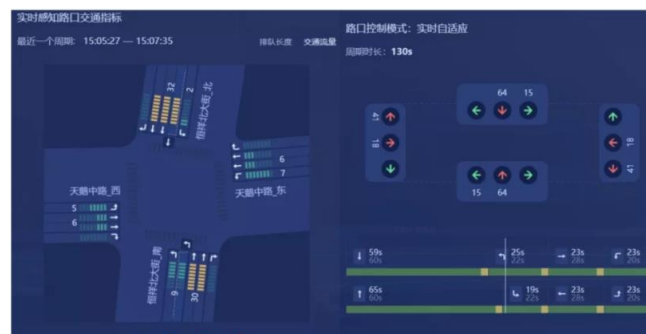 实时感知路口交通指标
最近一个周期: 15:05:27 — 15:07:35
排队长度 交通流量
32 2
恒祥北大街_北
6
7
天鹅中路_东
天鹅中路_西
5
6
恒祥北大街_南
9 30
路口控制模式: 实时自适应
周期时长: 130s
64 15
41
18
18
41
15 64
59s 25s 23s 23s
60s 22s 28s 20s
65s 19s 23s 23s
60s 22s 28s 20s